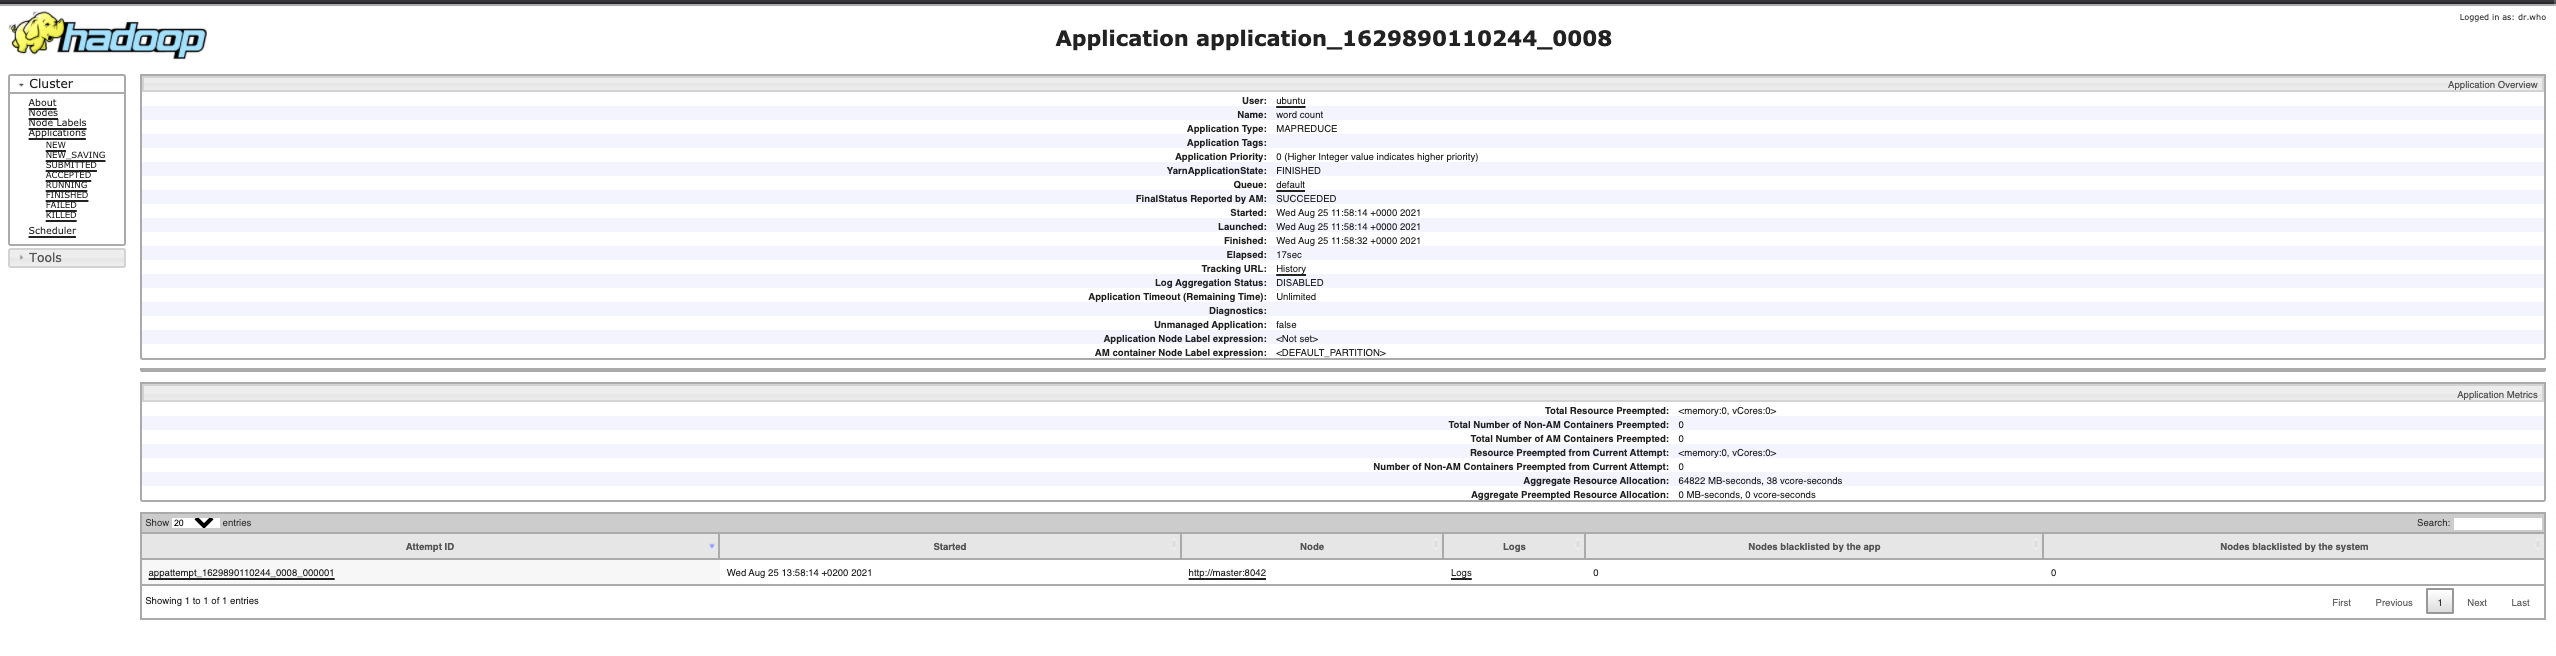 Logged in as: dr.who
hadoop
Application application_1629890110244_0008
Cluster
About
Nodes
Node Labels
Applications
NEW
NEW_SAVING
SUBMITTED
ACCEPTED
RUNNING
FINISHED
FAILED
KILLED
Scheduler
Tools
Application Overview
User: ubuntu
Name: word count
Application Type: MAPREDUCE
Application Tags:
Application Priority: 0 (Higher Integer value indicates higher priority)
YarnApplicationState: FINISHED
Queue: default
FinalStatus Reported by AM: SUCCEEDED
Started: Wed Aug 25 11:58:14 +0000 2021
Launched: Wed Aug 25 11:58:14 +0000 2021
Finished: Wed Aug 25 11:58:32 +0000 2021
Elapsed: 17sec
Tracking URL: History
Log Aggregation Status: DISABLED
Application Timeout (Remaining Time): Unlimited
Diagnostics:
Unmanaged Application: false
Application Node Label expression: <Not set>
AM container Node Label expression: <DEFAULT_PARTITION>
Application Metrics
Total Resource Preempted: <memory:0, vCores:0>
Total Number of Non-AM Containers Preempted: 0
Total Number of AM Containers Preempted: 0
Resource Preempted from Current Attempt: <memory:0, vCores:0>
Number of Non-AM Containers Preempted from Current Attempt: 0
Aggregate Resource Allocation: 64822 MB-seconds, 38 vcore-seconds
Aggregate Preempted Resource Allocation: 0 MB-seconds, 0 vcore-seconds
Show 20 entries Search:
Attempt ID Started Node Logs Nodes blacklisted by the app Nodes blacklisted by the system
appattempt_1629890110244_0008_000001 Wed Aug 25 13:58:14 +0200 2021 http://master:8042 Logs 0 0
Showing 1 to 1 of 1 entries First Previous 1 Next Last